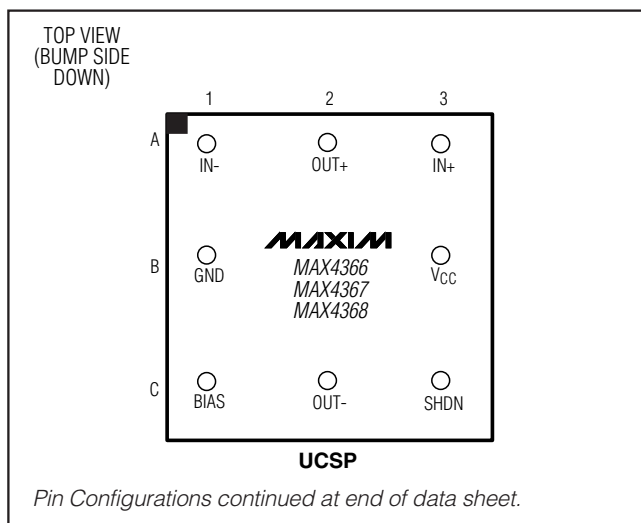 TOP VIEW
(BUMP SIDE
DOWN)
1 2 3
A
IN- OUT+ IN+
MAXIM
B
GND
MAX4366
VCC
MAX4367
MAX4368
C
BIAS OUT- SHDN
UCSP
Pin Configurations continued at end of data sheet.